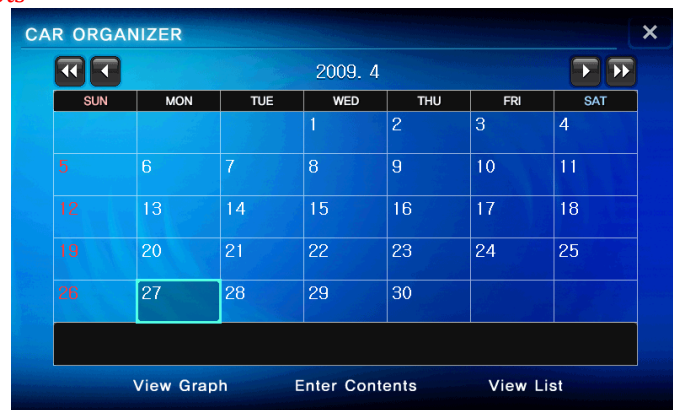 CAR ORGANIZER
2009. 4
SUN MON TUE WED THU FRI SAT
1 2 3 4
5 6 7 8 9 10 11
12 13 14 15 16 17 18
19 20 21 22 23 24 25
26 27 28 29 30
View Graph Enter Contents View List